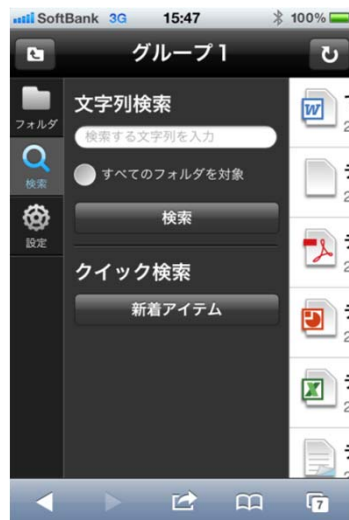 SoftBank 3G 15:47 100%
グループ1
フォルダ
検索
設定
文字列検索
検索する文字列を入力
すべてのフォルダを対象
検索
クイック検索
新着アイテム
W
X
7